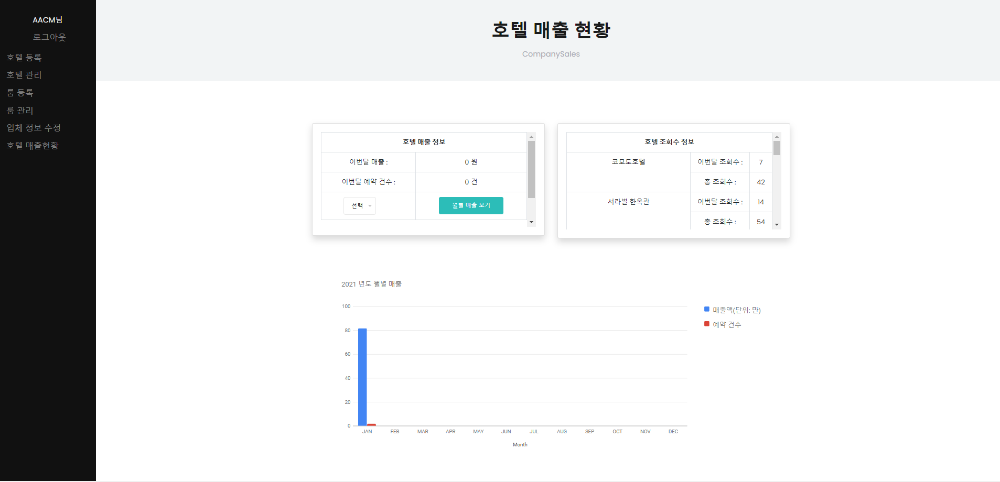 AACM님
로그아웃
호텔 등록
호텔 관리
룸 등록
룸 관리
업체 정보 수정
호텔 매출현황
호텔 매출 현황
CompanySales
호텔 매출 정보
이번달 매출 : 0 원
이번달 예약 건수 : 0 건
선택 월별 매출 보기
호텔 조회수 정보
코모도호텔 이번달 조회수 : 7
총 조회수 : 42
서라벌 한옥관 이번달 조회수 : 14
총 조회수 : 54
2021 년도 월별 매출
100
80
60
40
20
0
JAN FEB MAR APR MAY JUN JUL AUG SEP OCT NOV DEC
Month
매출액(단위: 만)
예약 건수